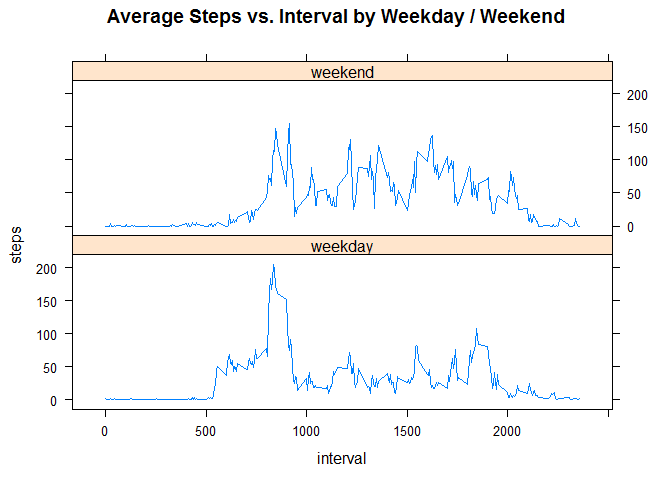 Average Steps vs. Interval by Weekday / Weekend
weekend
200
150
100
50
0
weekday
200
150
100
50
0
steps
0 500 1000 1500 2000
interval